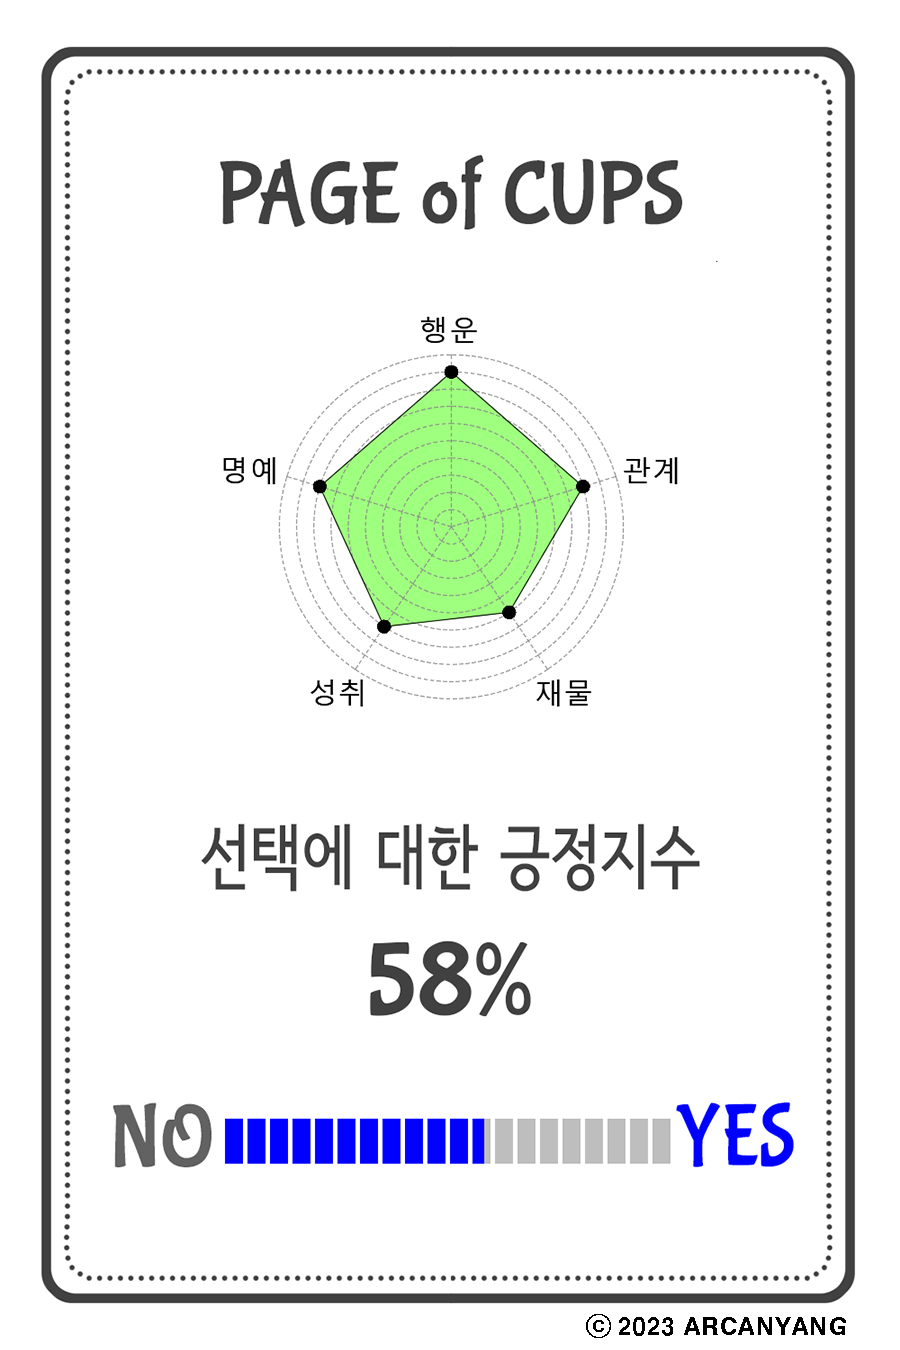 PAGE of CUPS
행운
명예
관계
성취
재물
선택에 대한 긍정지수
58%
NO YES
© 2023 ARCANYANG